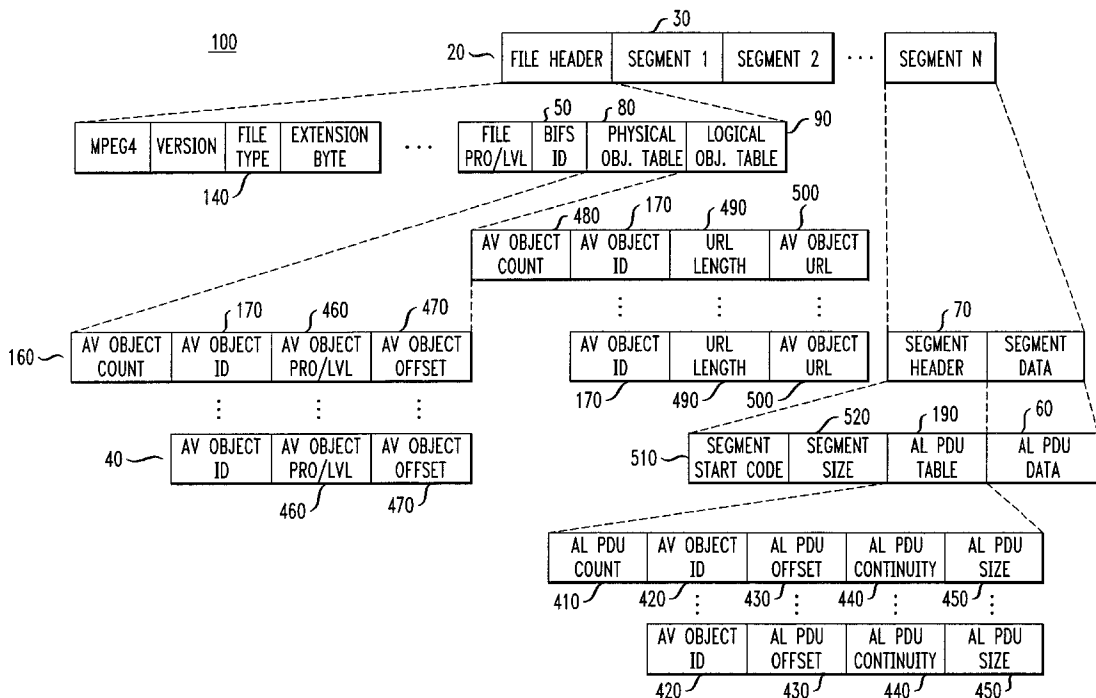 100
30
20
FILE HEADER SEGMENT 1 SEGMENT 2 ... SEGMENT N
50 80
MPEG4 VERSION FILE TYPE EXTENSION BYTE ... FILE PRO/LVL BIFS ID PHYSICAL OBJ. TABLE LOGICAL OBJ. TABLE 90
140
480 170 490 500
AV OBJECT COUNT AV OBJECT ID URL LENGTH AV OBJECT URL
170 460 470
160 AV OBJECT COUNT AV OBJECT ID AV OBJECT PRO/LVL AV OBJECT OFFSET
AV OBJECT ID URL LENGTH AV OBJECT URL
170 490 500
70
SEGMENT HEADER SEGMENT DATA
40 AV OBJECT ID AV OBJECT PRO/LVL AV OBJECT OFFSET
460 470
520 190 60
510 SEGMENT START CODE SEGMENT SIZE AL PDU TABLE AL PDU DATA
AL PDU COUNT AV OBJECT ID AL PDU OFFSET AL PDU CONTINUITY AL PDU SIZE
410 420 430 440 450
AV OBJECT ID AL PDU OFFSET AL PDU CONTINUITY AL PDU SIZE
420 430 440 450